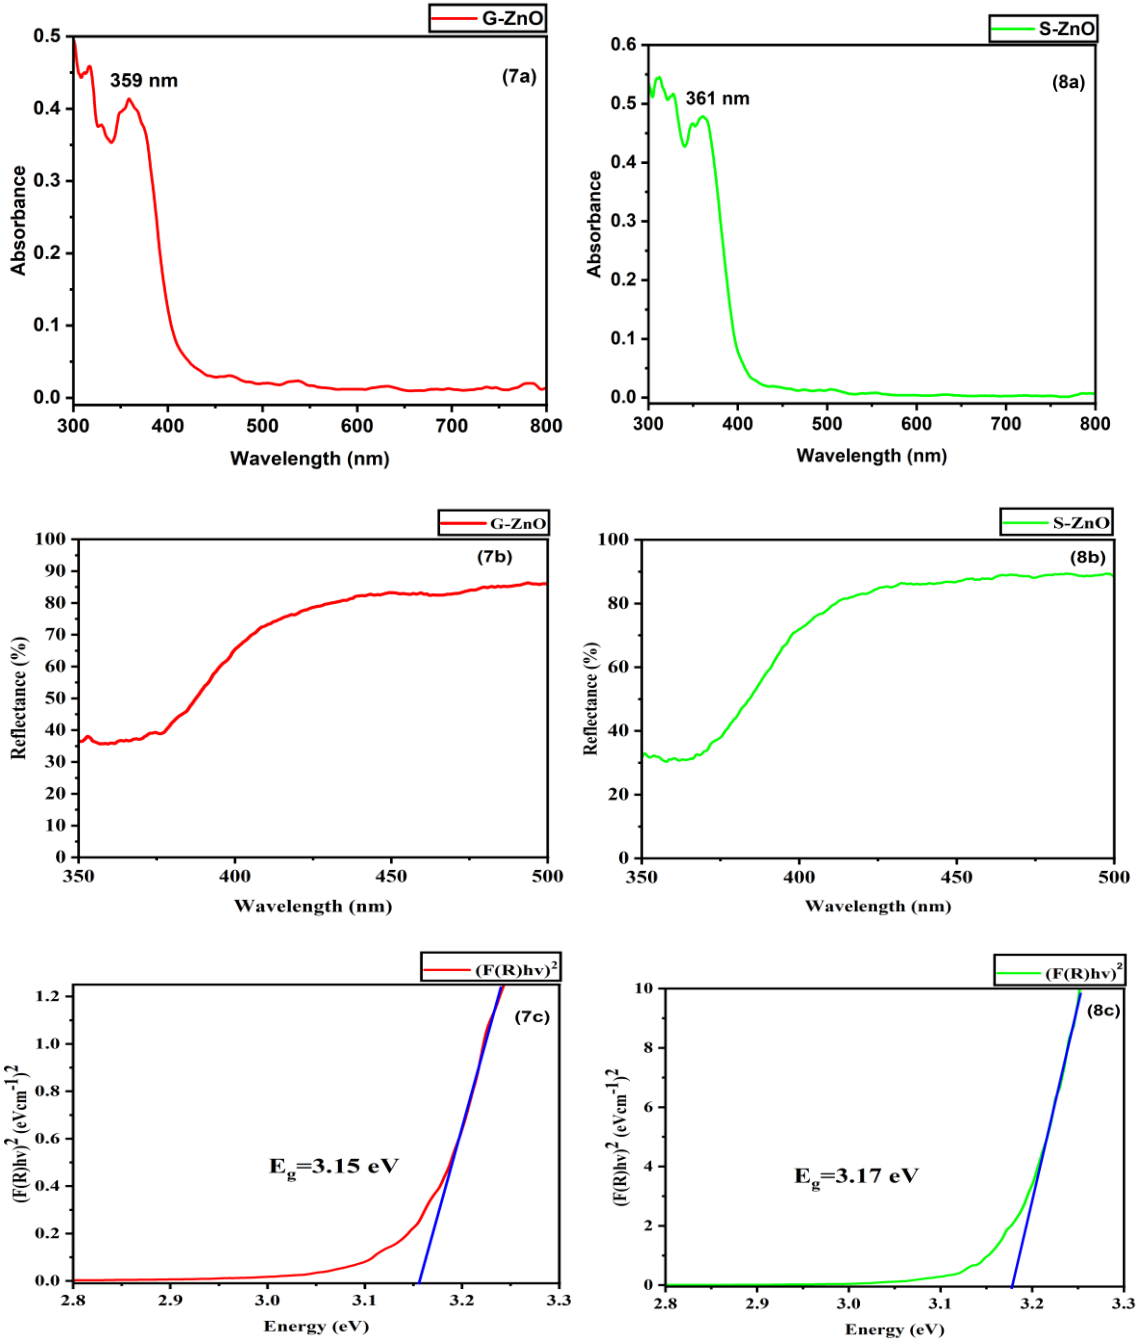 G-ZnO
(7a)
359 nm
0.5
0.4
0.3
0.2
0.1
0.0
Absorbance
300 400 500 600 700 800
Wavelength (nm)
S-ZnO
(8a)
361 nm
0.6
0.5
0.4
0.3
0.2
0.1
0.0
Absorbance
300 400 500 600 700 800
Wavelength (nm)
G-ZnO
(7b)
100
90
80
70
60
50
40
30
20
10
0
Reflectance (%)
350 400 450 500
Wavelength (nm)
S-ZnO
(8b)
100
80
60
40
20
0
Reflectance (%)
350 400 450 500
Wavelength (nm)
(F(R)hv)²
(7c)
1.2
1.0
0.8
0.6
0.4
0.2
0.0
(F(R)hv)² (eVcm⁻¹)²
Eg=3.15 eV
2.8 2.9 3.0 3.1 3.2 3.3
Energy (eV)
(F(R)hv)²
(8c)
10
8
6
4
2
0
(F(R)hv)² (eVcm⁻¹)²
Eg=3.17 eV
2.8 2.9 3.0 3.1 3.2 3.3
Energy (eV)